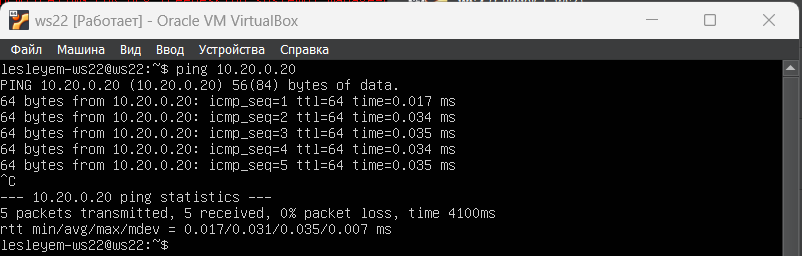 ws22 [Работает] - Oracle VM VirtualBox
Файл Машина Вид Ввод Устройства Справка
lesleyem-ws22@ws22:~$ ping 10.20.0.20
PING 10.20.0.20 (10.20.0.20) 56(84) bytes of data.
64 bytes from 10.20.0.20: icmp_seq=1 ttl=64 time=0.017 ms
64 bytes from 10.20.0.20: icmp_seq=2 ttl=64 time=0.034 ms
64 bytes from 10.20.0.20: icmp_seq=3 ttl=64 time=0.035 ms
64 bytes from 10.20.0.20: icmp_seq=4 ttl=64 time=0.034 ms
64 bytes from 10.20.0.20: icmp_seq=5 ttl=64 time=0.035 ms
^C
--- 10.20.0.20 ping statistics ---
5 packets transmitted, 5 received, 0% packet loss, time 4100ms
rtt min/avg/max/mdev = 0.017/0.031/0.035/0.007 ms
lesleyem-ws22@ws22:~$